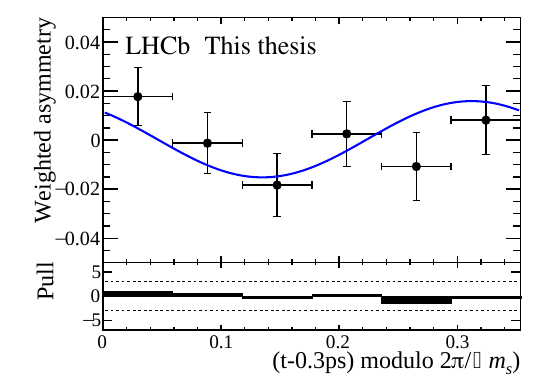 Weighted asymmetry
LHCb This thesis
0.04
0.02
0
−0.02
−0.04
Pull
5
0
−5
0 0.1 0.2 0.3
(t-0.3ps) modulo 2π/▯ mₛ)